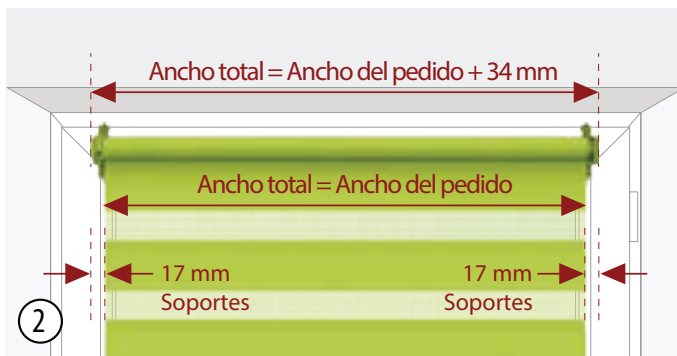 Ancho total = Ancho del pedido + 34 mm
Ancho total = Ancho del pedido
17 mm
Soportes
17 mm
Soportes
2